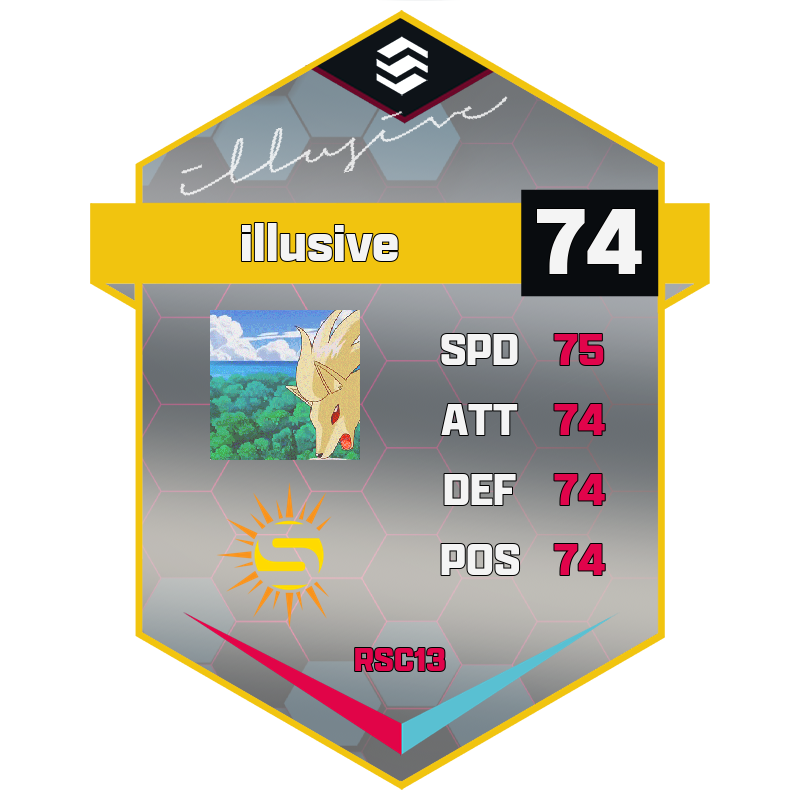 illusive
illusive 74
SPD 75
ATT 74
DEF 74
POS 74
RSC13